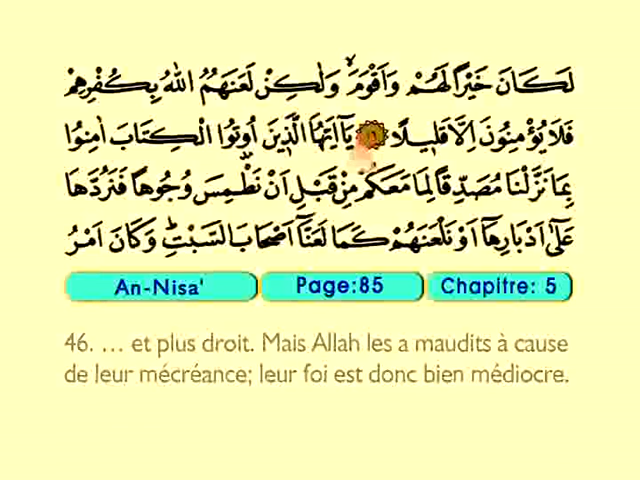 لَكَانَ خَيْرًا لَهُمْ وَاَقْوَمَۙ وَلٰكِنْ لَعَنَهُمُ اللّٰهُ بِكُفْرِهِمْ
فَلَا يُؤْمِنُونَ اِلَّا قَلٖيلًا يَٓا اَيُّهَا الَّذٖينَ اُوتُوا الْكِتَابَ اٰمِنُوا
بِمَا نَزَّلْنَا مُصَدِّقًا لِمَا مَعَكُمْ مِنْ قَبْلِ اَنْ نَطْمِسَ وُجُوهًا فَنَرُدَّهَا
عَلٰٓى اَدْبَارِهَٓا اَوْ نَلْعَنَهُمْ كَمَا لَعَنَّٓا اَصْحَابَ السَّبْتِؕ وَكَانَ اَمْرُ
An-Nisa' Page:85 Chapitre: 5
46. … et plus droit. Mais Allah les a maudits à cause
de leur mécréance; leur foi est donc bien médiocre.